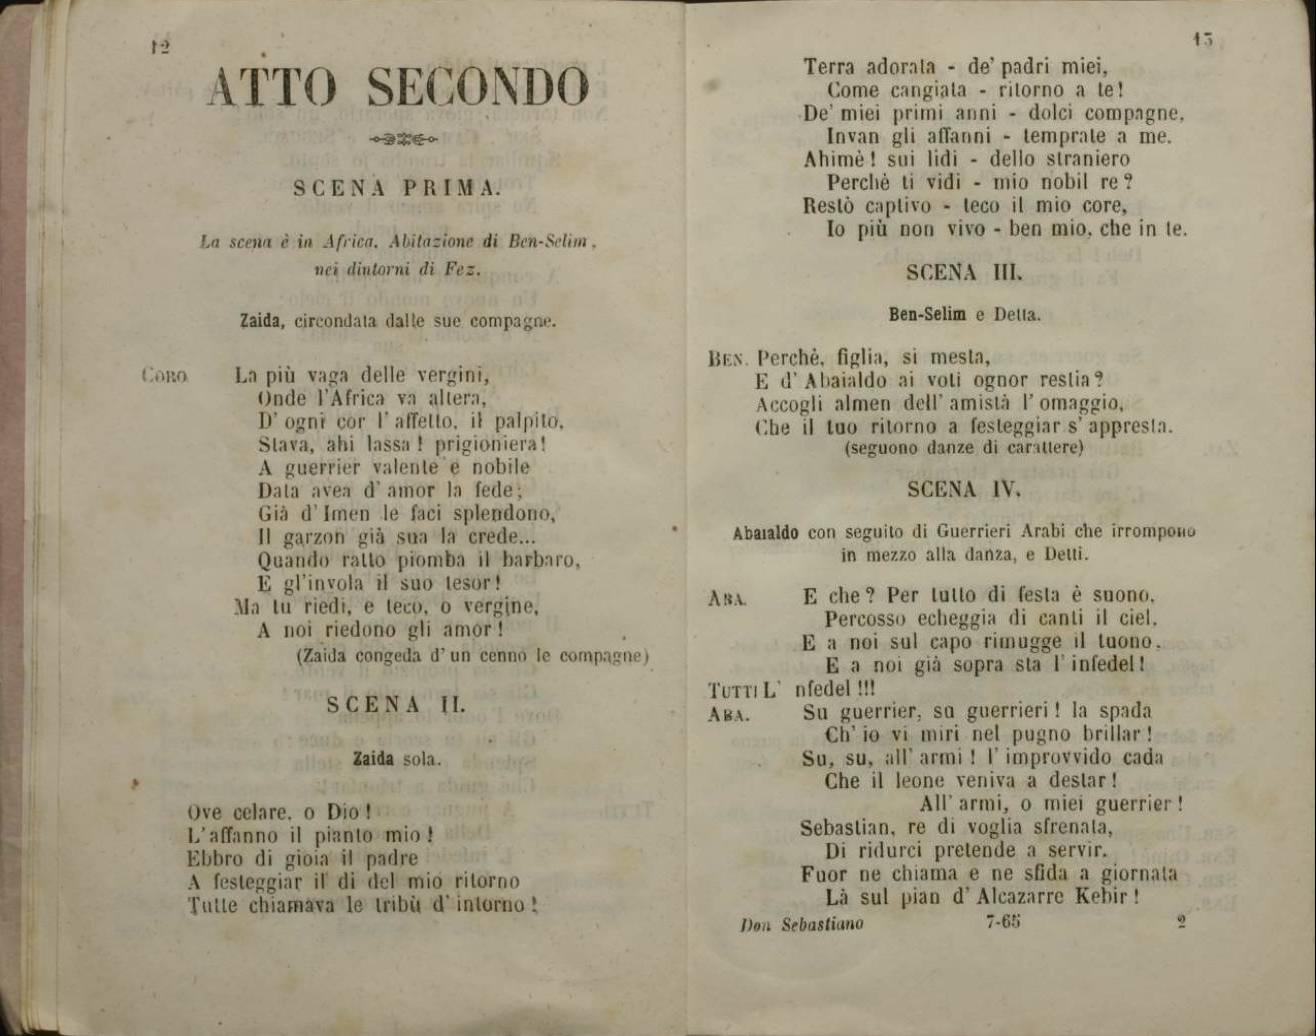 12
ATTO SECONDO
SCENA PRIMA.
La scena è in Africa. Abitazione di Ben-Selim,
nei dintorni di Fez.
Zaida, circondata dalle sue compagne.
CORO La più vaga delle vergini,
Onde l'Africa va altera,
D' ogni cor l' affetto, il palpito,
Stava, ahi lassa! prigioniera!
A guerrier valente e nobile
Data avea d' amor la fede;
Già d' Imen le faci splendono,
Il garzon già sua la crede...
Quando ratto piomba il barbaro,
E gl'invola il suo tesor!
Ma tu riedi, e teco, o vergine,
A noi riedono gli amor!
(Zaida congeda d' un cenno le compagne)
SCENA II.
Zaida sola.
Ove celare, o Dio!
L'affanno il pianto mio!
Ebbro di gioia il padre
A festeggiar il dì del mio ritorno
Tutte chiamava le tribù d' intorno!
13
Terra adorata - de' padri miei,
Come cangiata - ritorno a te!
De' miei primi anni - dolci compagne,
Invan gli affanni - temprate a me.
Ahimè! sui lidi - dello straniero
Perchè ti vidi - mio nobil re?
Restò captivo - teco il mio core,
Io più non vivo - ben mio, che in te.
SCENA III.
Ben-Selim e Detta.
BEN. Perchè, figlia, si mesta,
E d' Abaialdo ai voti ognor restia?
Accogli almen dell' amistà l' omaggio,
Che il tuo ritorno a festeggiar s' appresta.
(seguono danze di carattere)
SCENA IV.
Abaialdo con seguito di Guerrieri Arabi che irrompono
in mezzo alla danza, e Detti.
ABA. E che? Per tutto di festa è suono,
Percosso echeggia di canti il ciel,
E a noi sul capo rimugge il tuono,
E a noi già sopra sta l' infedel!
TUTTI L' nfedel!!!
ABA. Su guerrier, su guerrieri! la spada
Ch' io vi miri nel pugno brillar!
Su, su, all' armi! l' improvvido cada
Che il leone veniva a destar!
All' armi, o miei guerrier!
Sebastian, re di voglia sfrenata,
Di ridurci pretende a servir.
Fuor ne chiama e ne sfida a giornata
Là sul pian d' Alcazarre Kebir!
Don Sebastiano 7-65 2